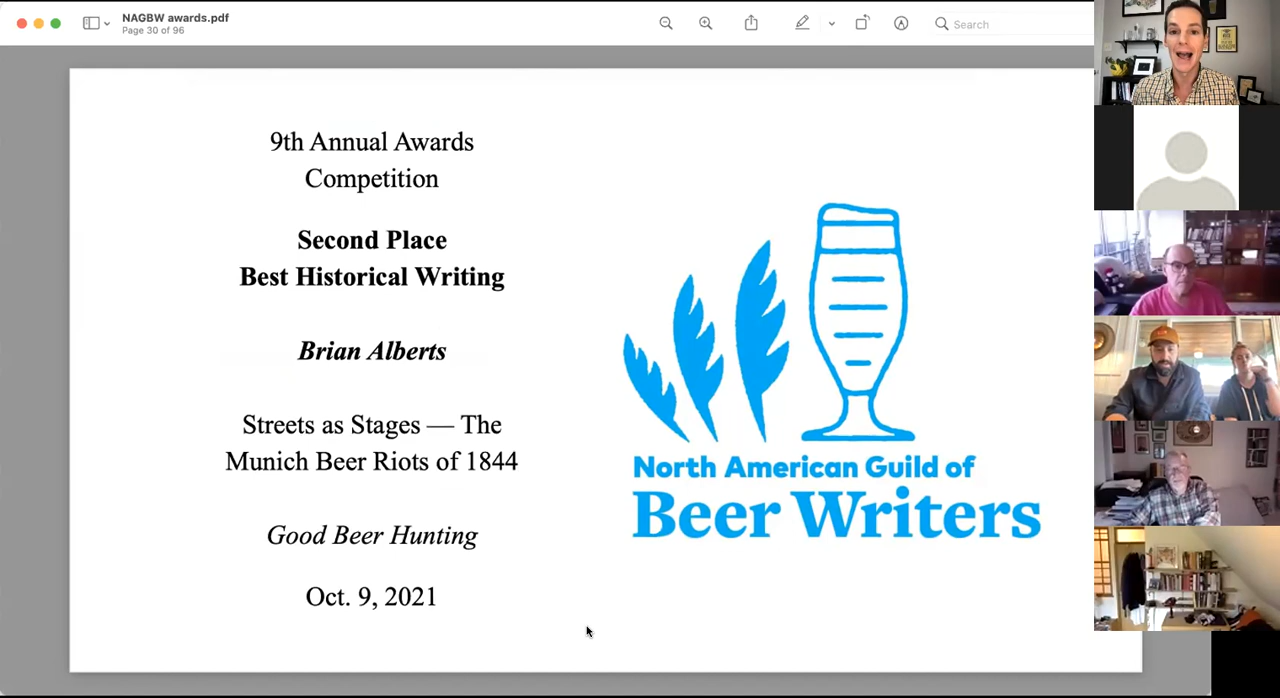 NAGBW awards.pdf
Page 30 of 96
Search
9th Annual Awards
Competition
Second Place
Best Historical Writing
Brian Alberts
Streets as Stages — The
Munich Beer Riots of 1844
Good Beer Hunting
Oct. 9, 2021
North American Guild of
Beer Writers